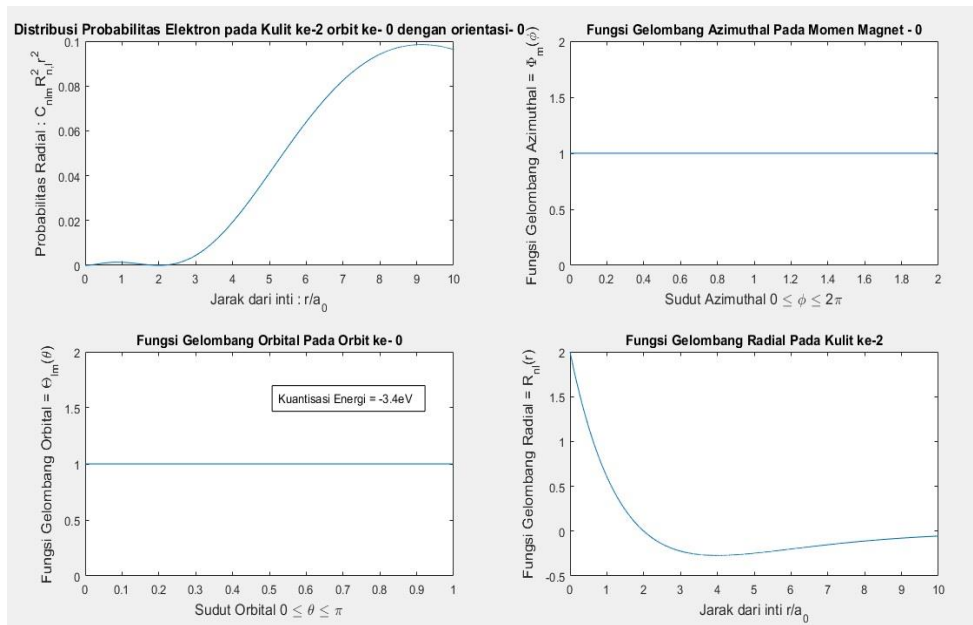 Distribusi Probabilitas Elektron pada Kulit ke-2 orbit ke- 0 dengan orientasi- 0
0.1
0.08
0.06
0.04
0.02
0
Probabilitas Radial : C_nlm R²_n,l r²
0 1 2 3 4 5 6 7 8 9 10
Jarak dari inti : r/a_0
Fungsi Gelombang Azimuthal Pada Momen Magnet - 0
2
1.5
1
0.5
0
Fungsi Gelombang Azimuthal = Φ_m(ϕ)
0 0.2 0.4 0.6 0.8 1 1.2 1.4 1.6 1.8 2
Sudut Azimuthal 0 ≤ ϕ ≤ 2π
Fungsi Gelombang Orbital Pada Orbit ke- 0
2
1.5
1
0.5
0
Fungsi Gelombang Orbital = Θ_lm(θ)
Kuantisasi Energi = -3.4eV
0 0.1 0.2 0.3 0.4 0.5 0.6 0.7 0.8 0.9 1
Sudut Orbital 0 ≤ θ ≤ π
Fungsi Gelombang Radial Pada Kulit ke-2
2
1.5
1
0.5
0
-0.5
Fungsi Gelombang Radial = R_nl(r)
0 1 2 3 4 5 6 7 8 9 10
Jarak dari inti r/a_0